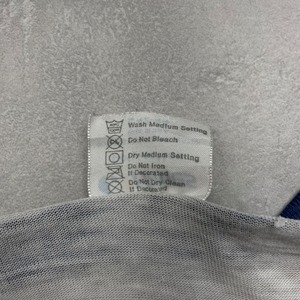 Wash Medium Setting
Do Not Bleach
Dry Medium Setting
Do Not Iron
If Decorated
Do Not Dry Clean
If Decorated